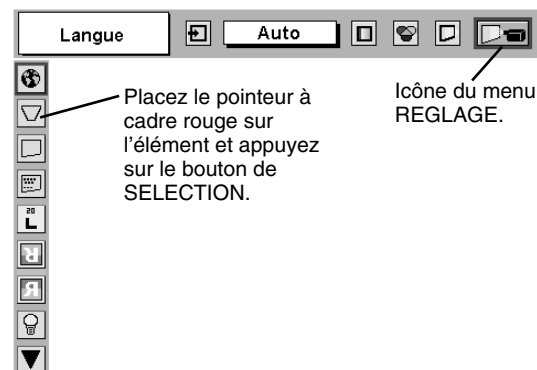 Langue
Auto
Icône du menu
REGLAGE.
Placez le pointeur à
cadre rouge sur
l'élément et appuyez
sur le bouton de
SELECTION.
20
L
R
R